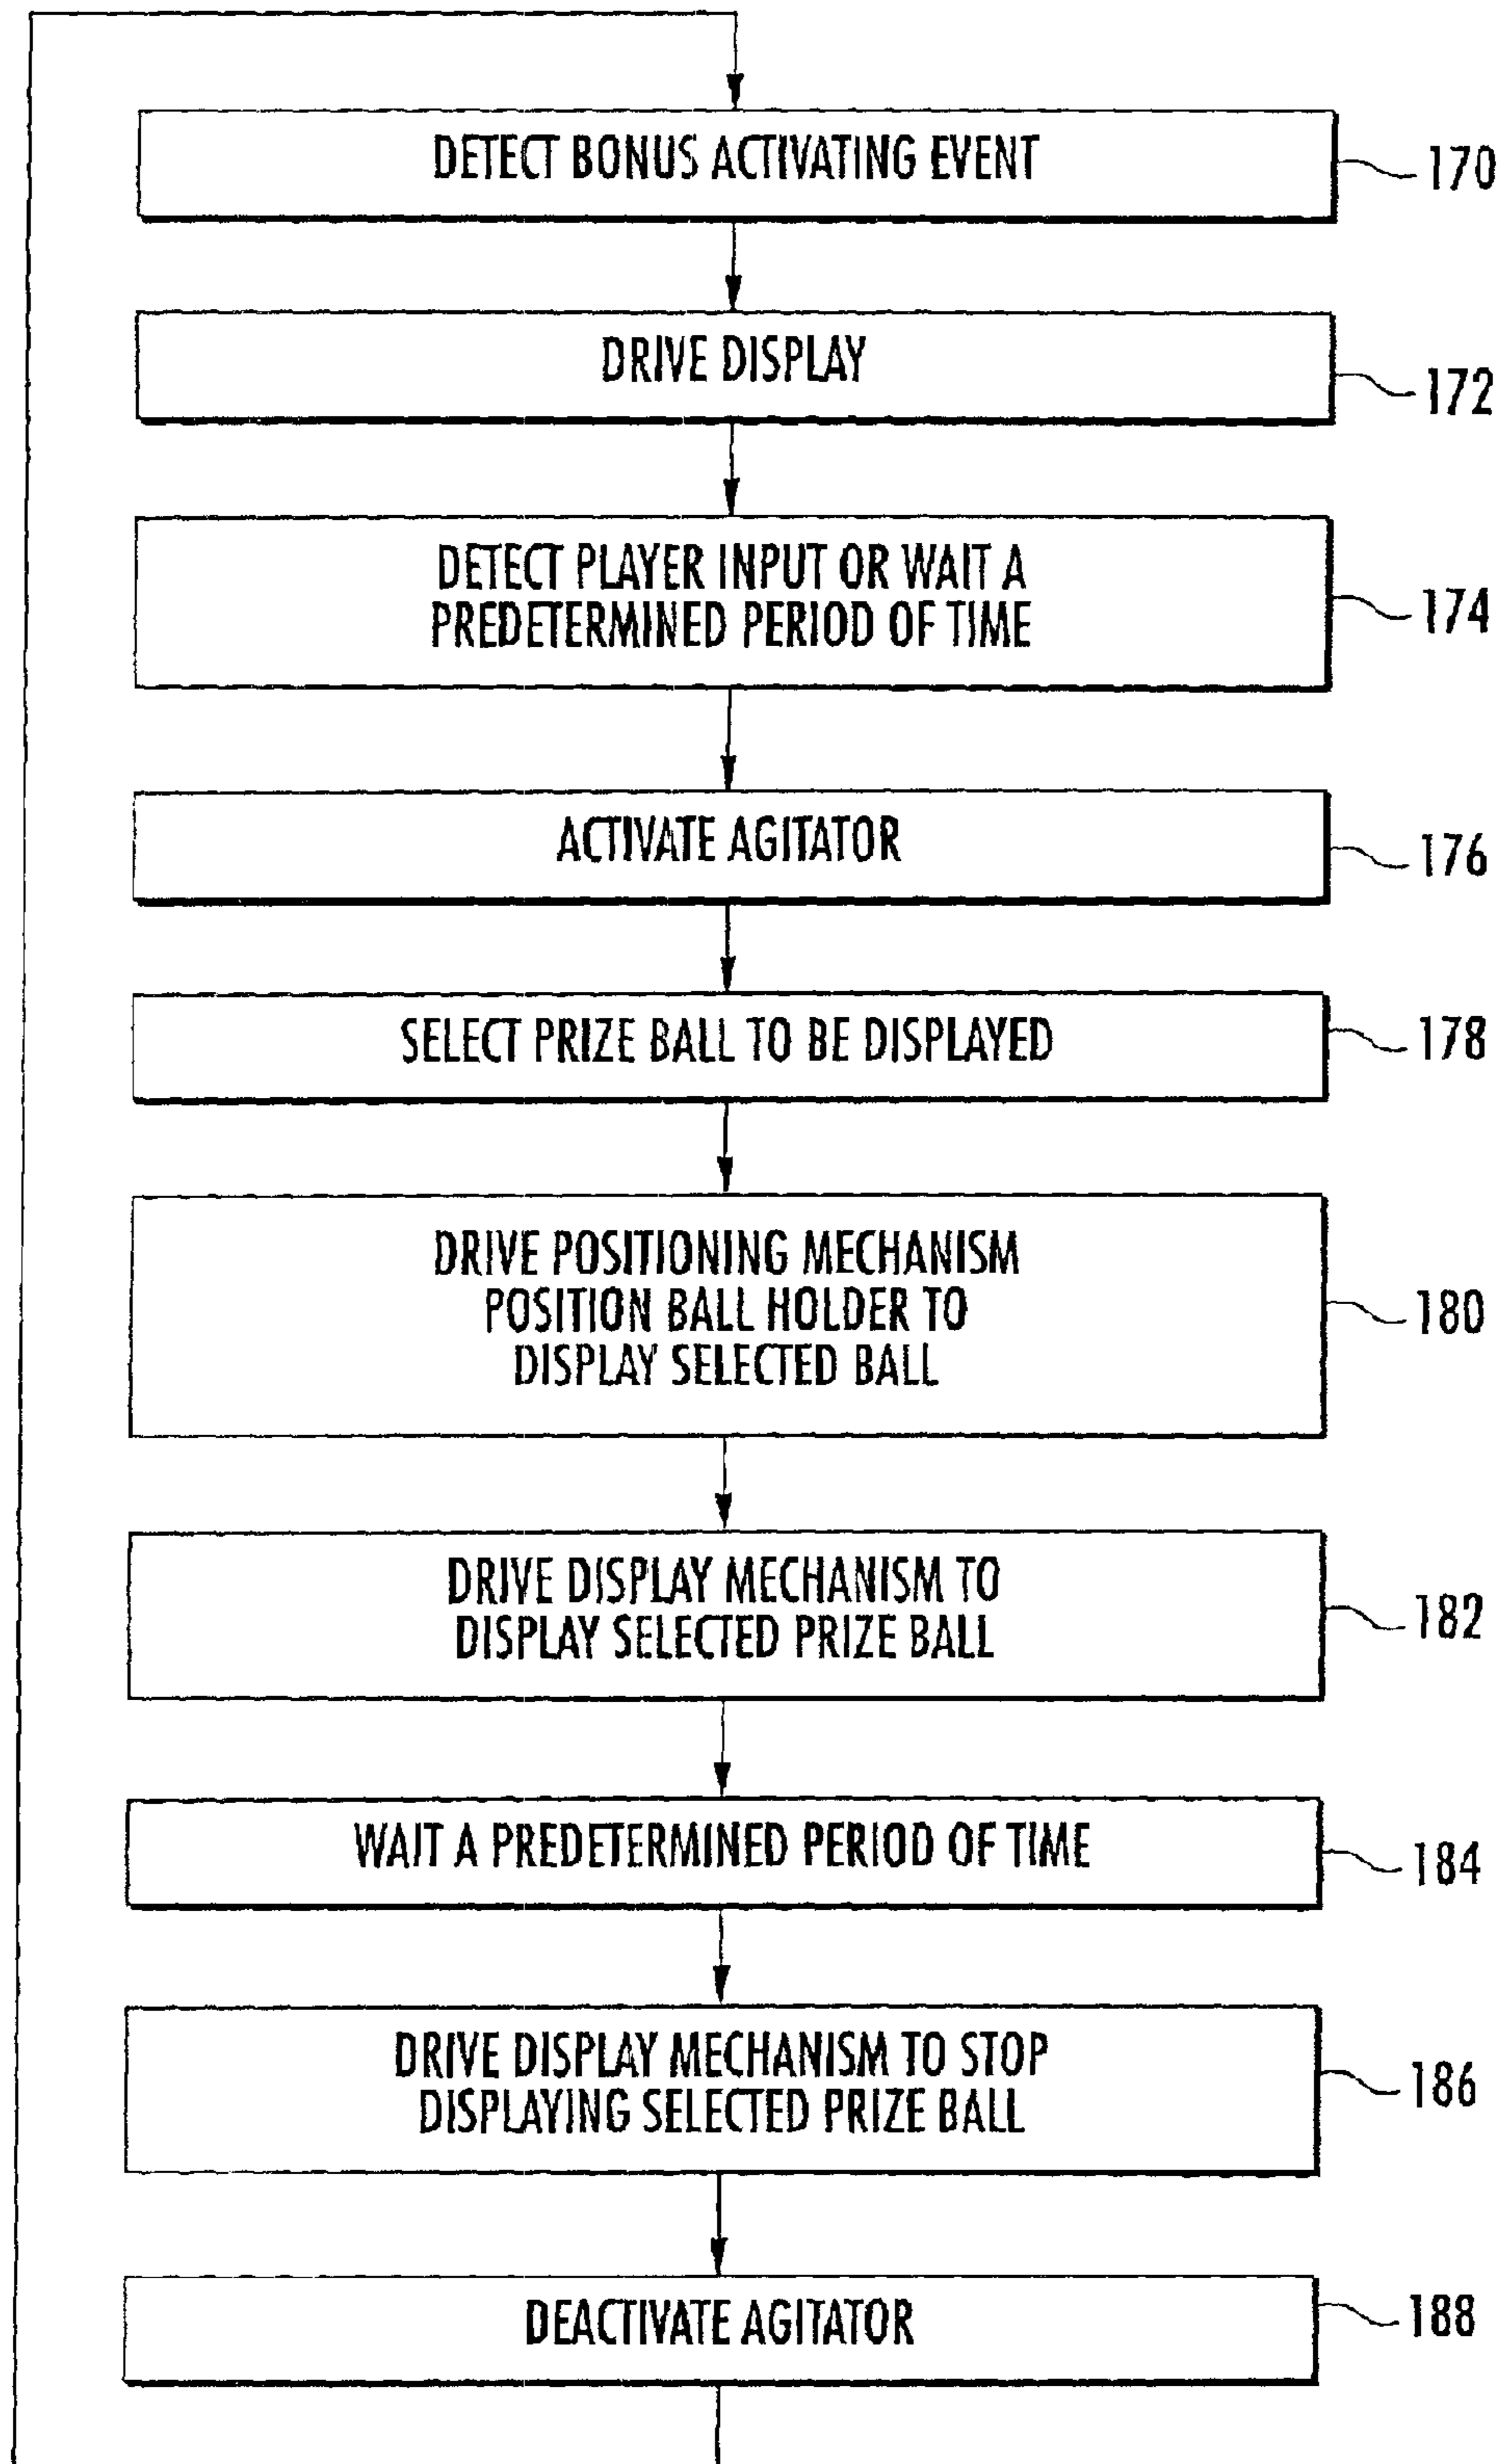 DETECT BONUS ACTIVATING EVENT
170
DRIVE DISPLAY
172
DETECT PLAYER INPUT OR WAIT A
PREDETERMINED PERIOD OF TIME
174
ACTIVATE AGITATOR
176
SELECT PRIZE BALL TO BE DISPLAYED
178
DRIVE POSITIONING MECHANISM
POSITION BALL HOLDER TO
DISPLAY SELECTED BALL
180
DRIVE DISPLAY MECHANISM TO
DISPLAY SELECTED PRIZE BALL
182
WAIT A PREDETERMINED PERIOD OF TIME
184
DRIVE DISPLAY MECHANISM TO STOP
DISPLAYING SELECTED PRIZE BALL
186
DEACTIVATE AGITATOR
188